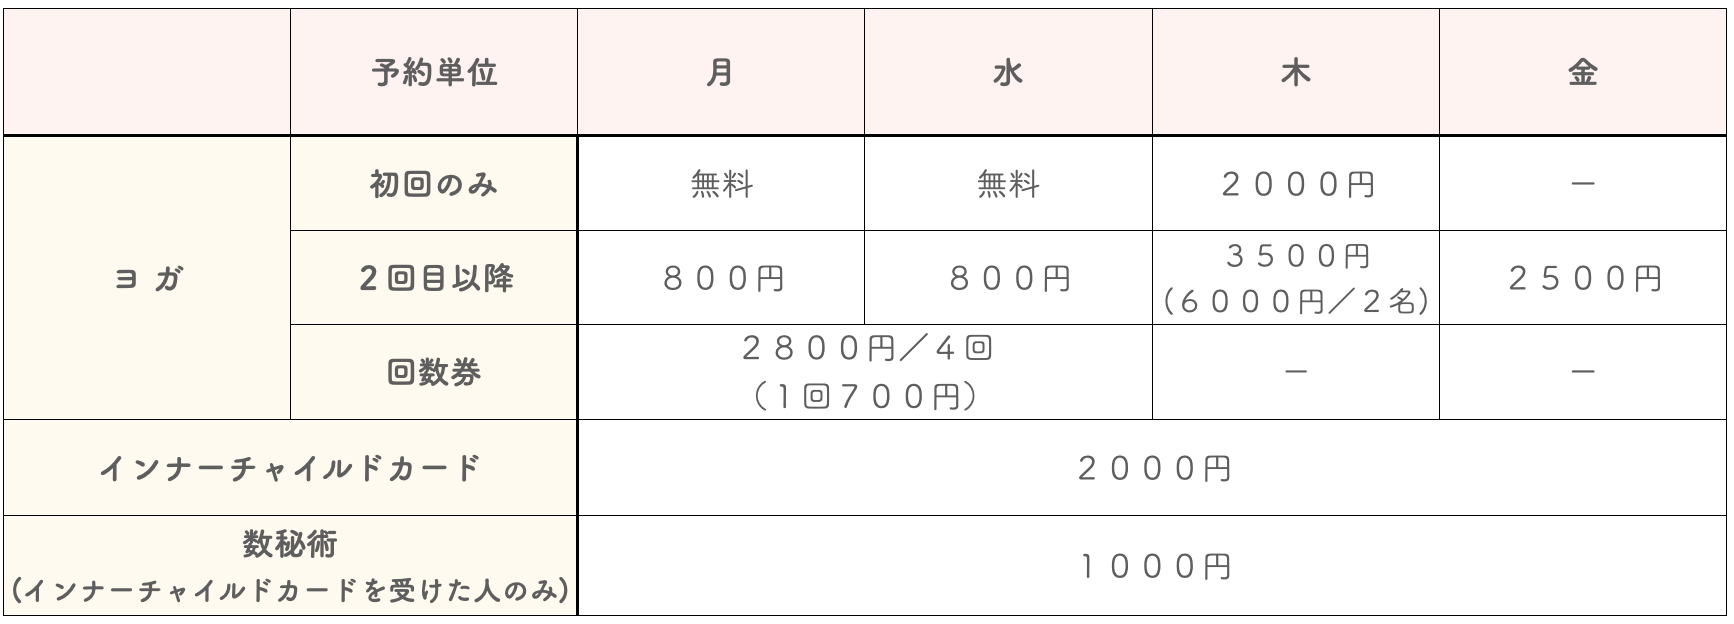 予約単位 月 水 木 金
ヨガ
初回のみ 無料 無料 ２０００円 －
２回目以降 ８００円 ８００円 ３５００円
（６０００円／２名） ２５００円
回数券 ２８００円／４回
（１回７００円） － －
インナーチャイルドカード ２０００円
数秘術
（インナーチャイルドカードを受けた人のみ） １０００円